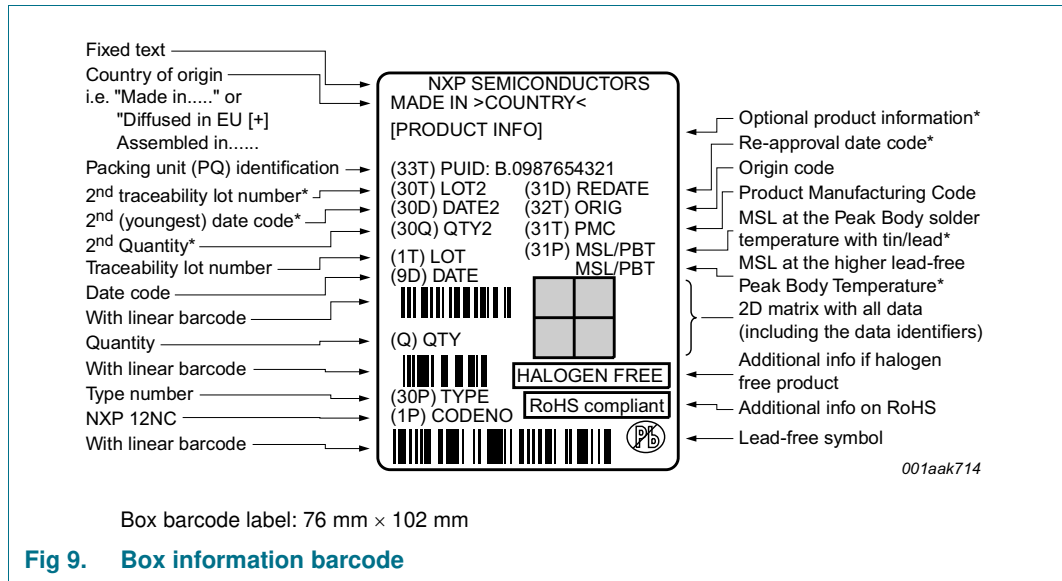 Fixed text
Country of origin
i.e. "Made in....." or
"Diffused in EU [+]
Assembled in......
Packing unit (PQ) identification
2nd traceability lot number*
2nd (youngest) date code*
2nd Quantity*
Traceability lot number
Date code
With linear barcode
Quantity
With linear barcode
Type number
NXP 12NC
With linear barcode
NXP SEMICONDUCTORS
MADE IN >COUNTRY<
[PRODUCT INFO]
(33T) PUID: B.0987654321
(30T) LOT2 (31D) REDATE
(30D) DATE2 (32T) ORIG
(30Q) QTY2 (31T) PMC
(31P) MSL/PBT
(1T) LOT MSL/PBT
(9D) DATE
(Q) QTY
HALOGEN FREE
(30P) TYPE
(1P) CODENO RoHS compliant
Pb
Optional product information*
Re-approval date code*
Origin code
Product Manufacturing Code
MSL at the Peak Body solder
temperature with tin/lead*
MSL at the higher lead-free
Peak Body Temperature*
2D matrix with all data
(including the data identifiers)
Additional info if halogen
free product
Additional info on RoHS
Lead-free symbol
001aak714
Box barcode label: 76 mm × 102 mm
Fig 9. Box information barcode